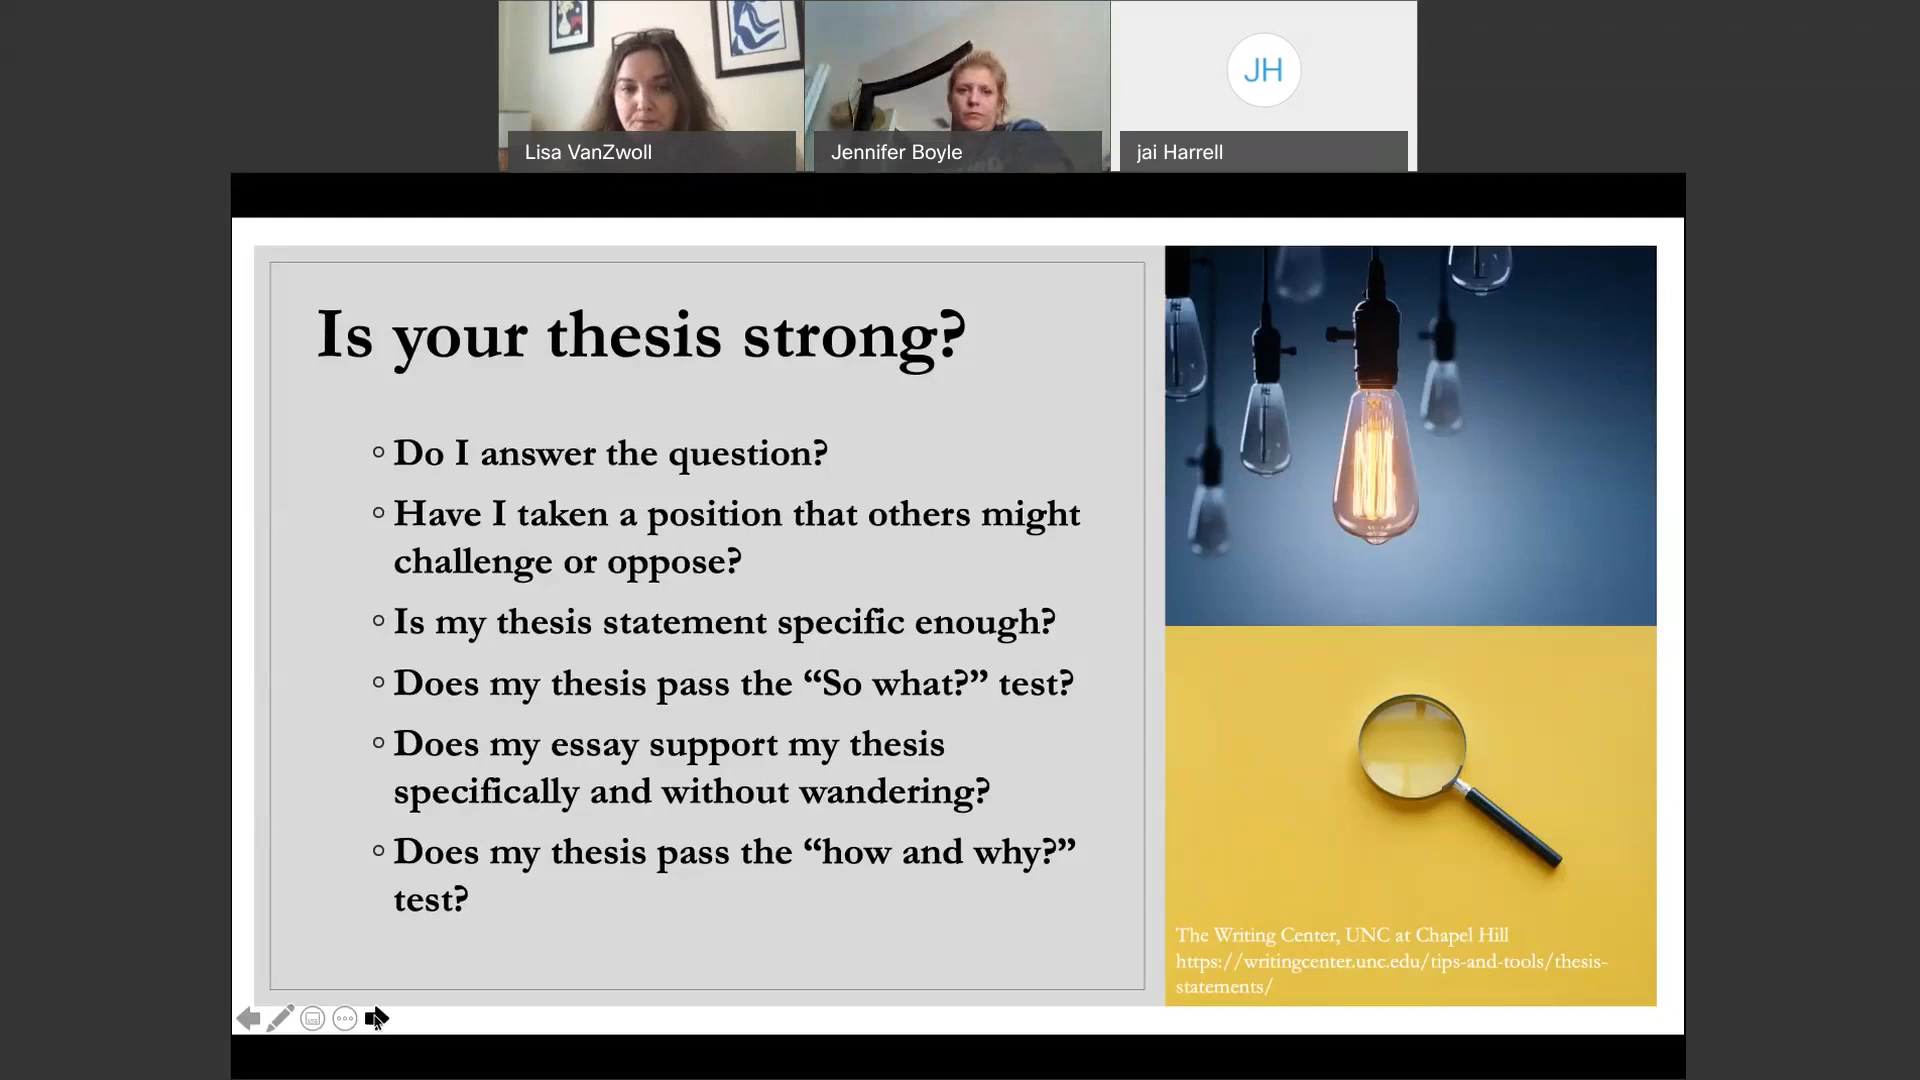 JH
Lisa VanZwoll
Jennifer Boyle
jai Harrell
Is your thesis strong?
Do I answer the question?
Have I taken a position that others might
challenge or oppose?
Is my thesis statement specific enough?
Does my thesis pass the “So what?” test?
Does my essay support my thesis
specifically and without wandering?
Does my thesis pass the “how and why?”
test?
The Writing Center, UNC at Chapel Hill
https://writingcenter.unc.edu/tips-and-tools/thesis-
statements/